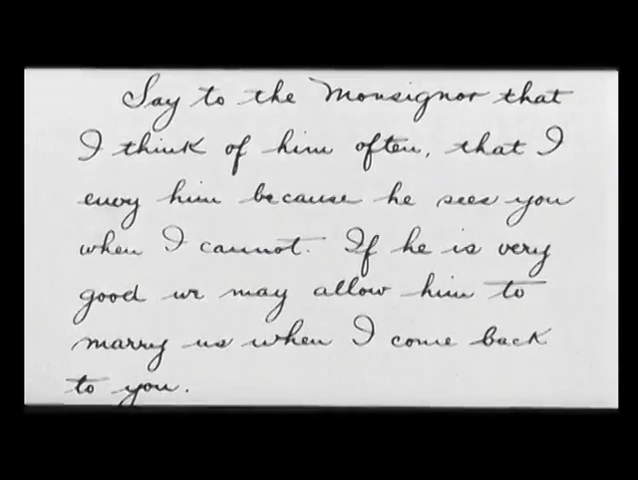 Say to the Monsignor that
I think of him often, that I
envy him because he sees you
when I cannot. If he is very
good we may allow him to
marry us when I come back
to you.